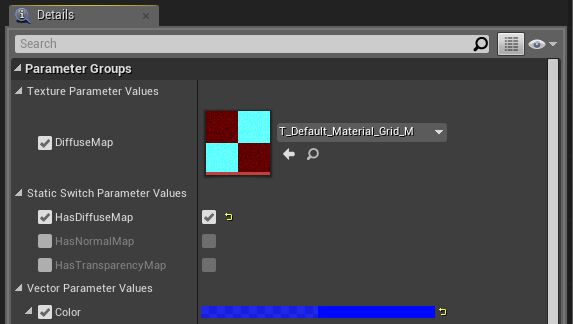 Details
Search
Parameter Groups
Texture Parameter Values
DiffuseMap
T_Default_Material_Grid_M
Static Switch Parameter Values
HasDiffuseMap
HasNormalMap
HasTransparencyMap
Vector Parameter Values
Color